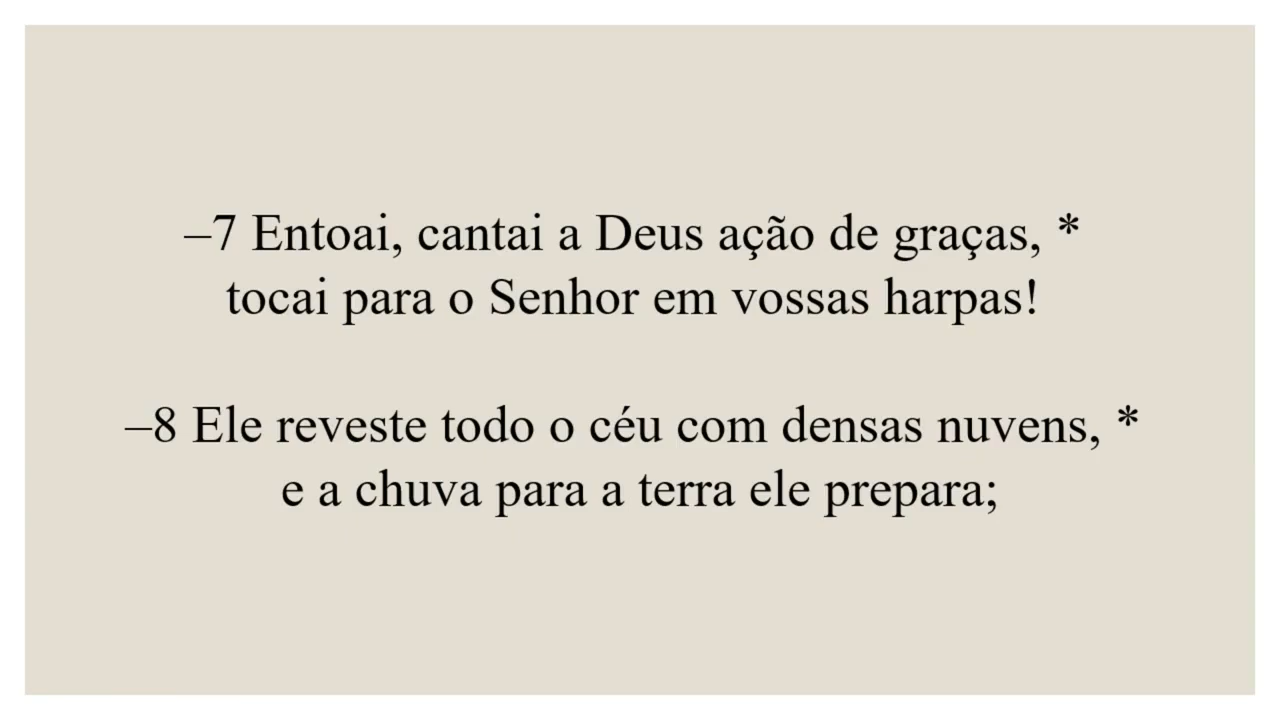 –7 Entoai, cantai a Deus ação de graças, *
tocai para o Senhor em vossas harpas!
–8 Ele reveste todo o céu com densas nuvens, *
e a chuva para a terra ele prepara;